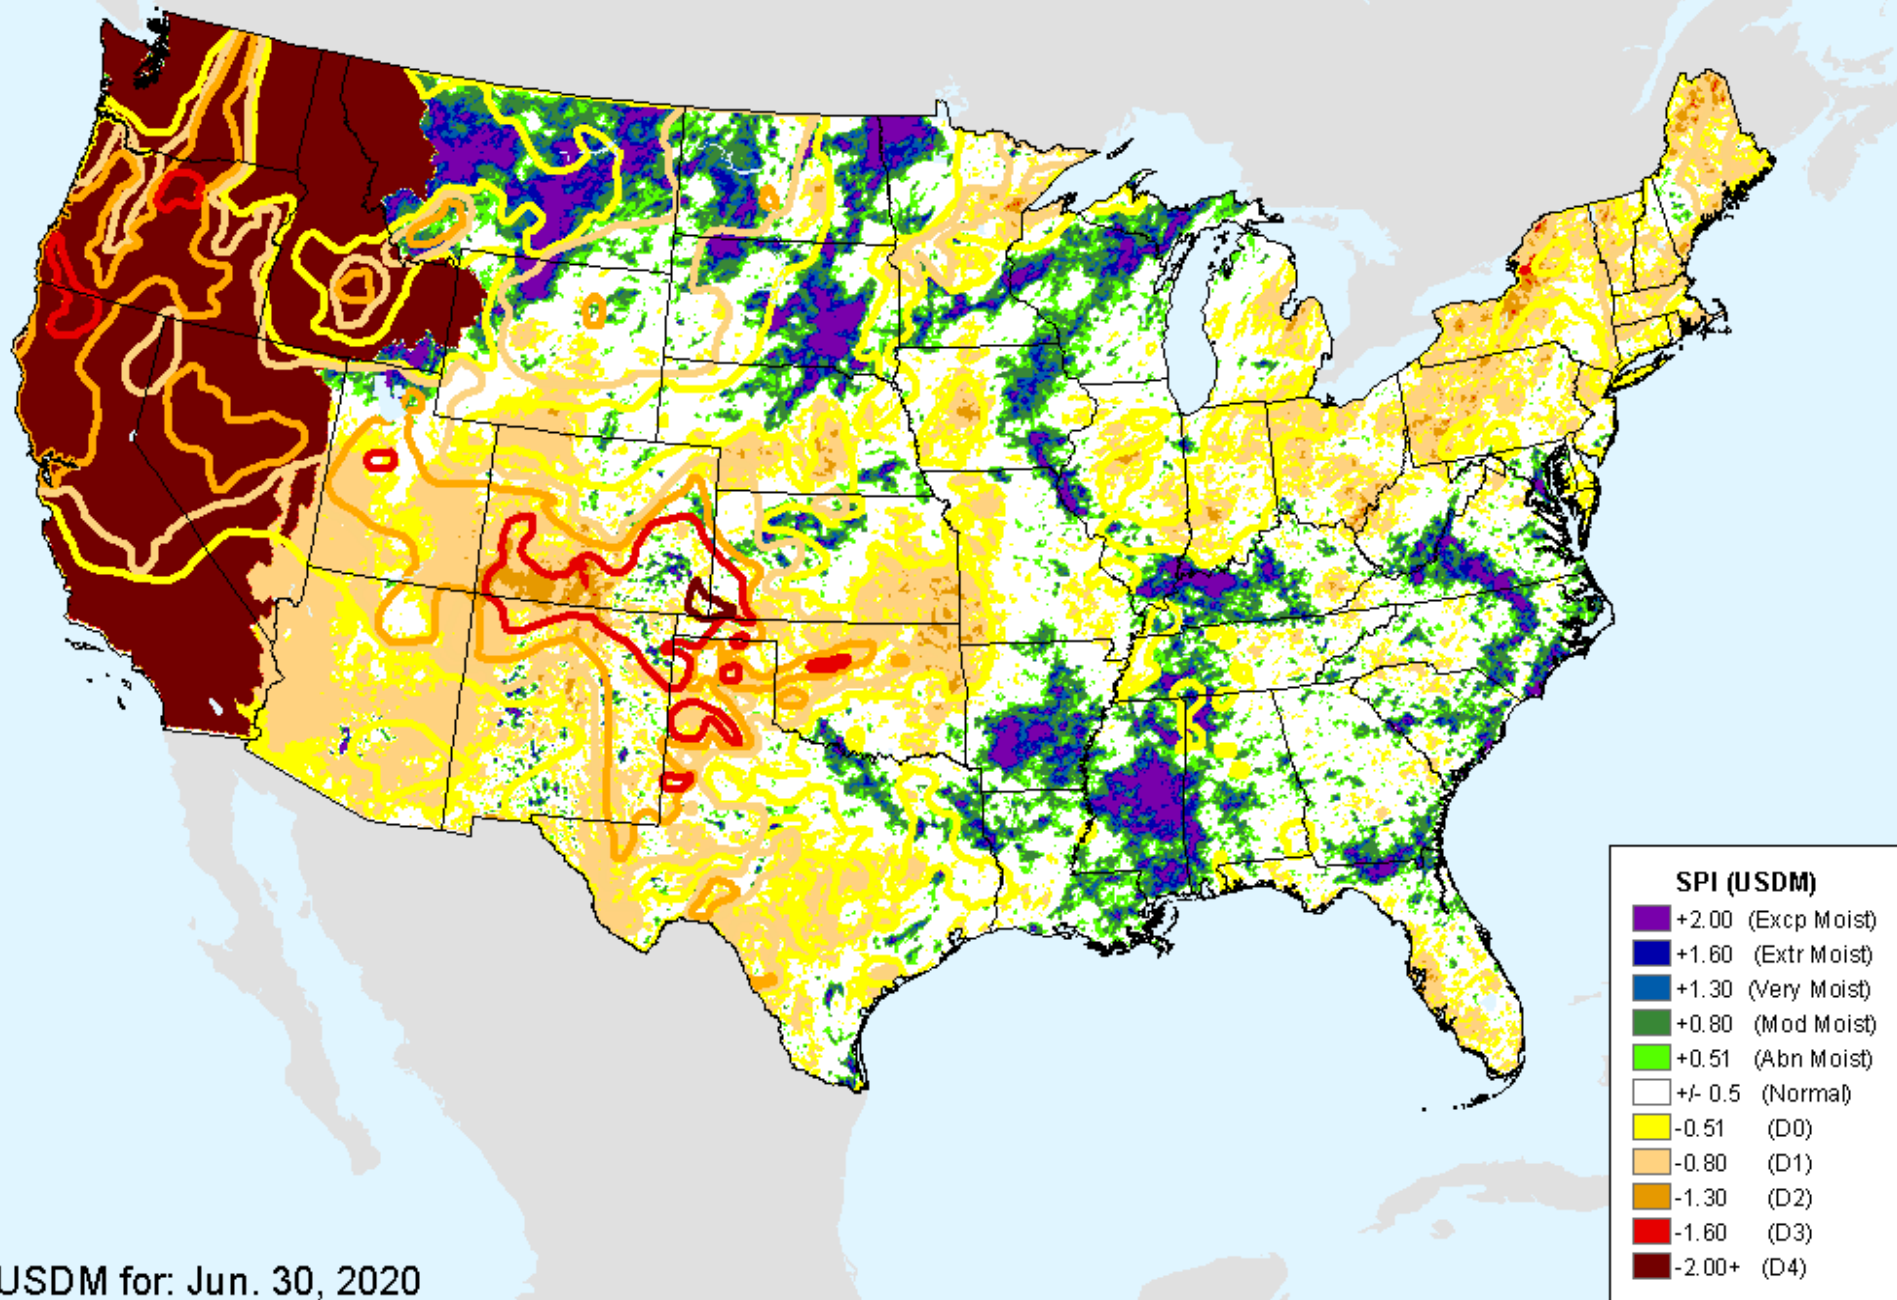 SPI (USDM)
+2.00 (Excp Moist)
+1.60 (Extr Moist)
+1.30 (Very Moist)
+0.80 (Mod Moist)
+0.51 (Abn Moist)
+/- 0.5 (Normal)
-0.51 (D0)
-0.80 (D1)
-1.30 (D2)
-1.60 (D3)
-2.00+ (D4)
USDM for: Jun. 30, 2020